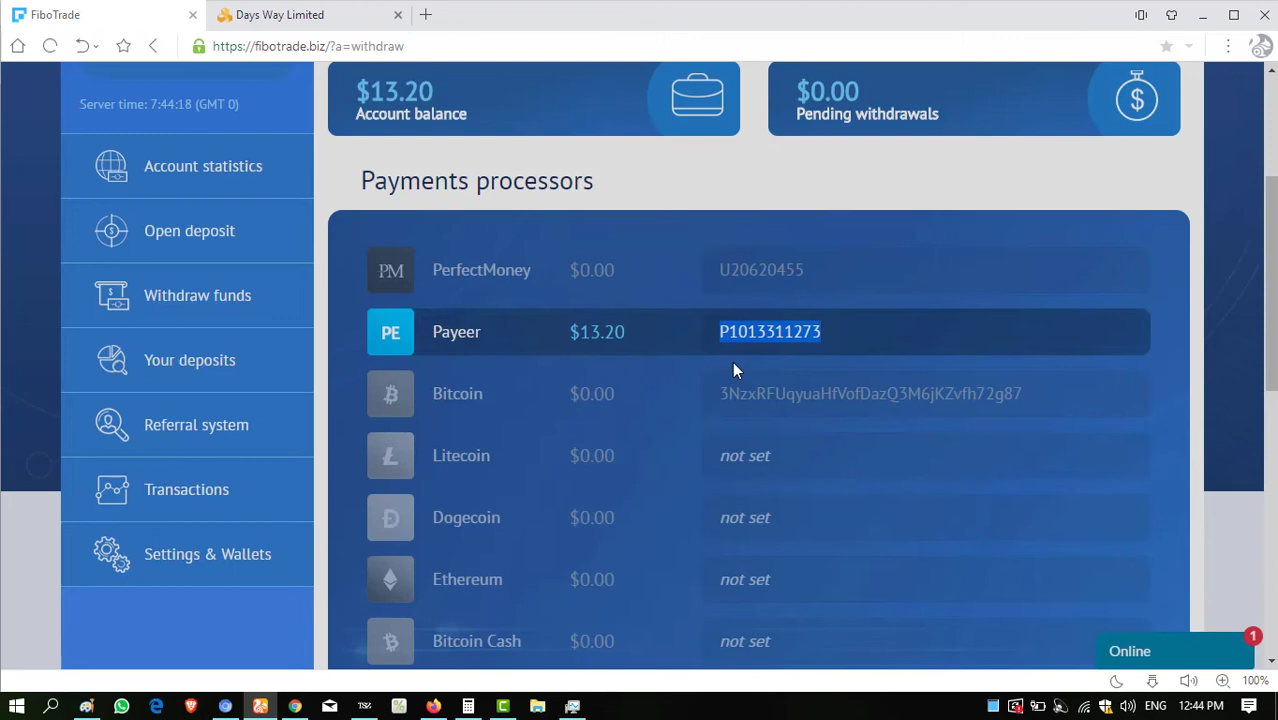 FiboTrade
Days Way Limited
https://fibotrade.biz/?a=withdraw
Server time: 7:44:18 (GMT 0)
Account statistics
Open deposit
Withdraw funds
Your deposits
Referral system
Transactions
Settings & Wallets
$13.20
Account balance
$0.00
Pending withdrawals
Payments processors
PM PerfectMoney $0.00 U20620455
PE Payeer $13.20 P1013311273
Bitcoin $0.00 3NzxRFUqyuaHfVofDazQ3M6jKZvfh72g87
Litecoin $0.00 not set
Dogecoin $0.00 not set
Ethereum $0.00 not set
Bitcoin Cash $0.00 not set
Online 1
100%
ENG 12:44 PM